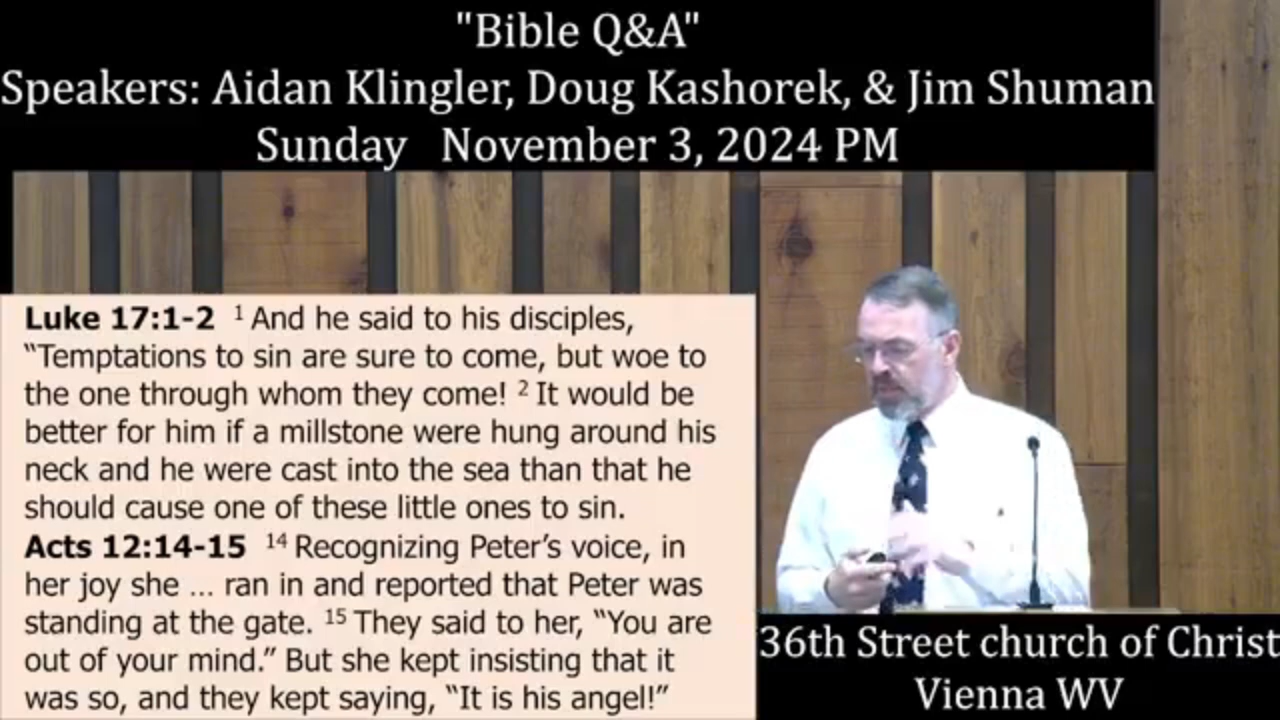 "Bible Q&A"
Speakers: Aidan Klingler, Doug Kashorek, & Jim Shuman
Sunday November 3, 2024 PM
Luke 17:1-2 1 And he said to his disciples,
“Temptations to sin are sure to come, but woe to
the one through whom they come! 2 It would be
better for him if a millstone were hung around his
neck and he were cast into the sea than that he
should cause one of these little ones to sin.
Acts 12:14-15 14 Recognizing Peter’s voice, in
her joy she ... ran in and reported that Peter was
standing at the gate. 15 They said to her, “You are
out of your mind.” But she kept insisting that it
was so, and they kept saying, “It is his angel!”
36th Street church of Christ
Vienna WV